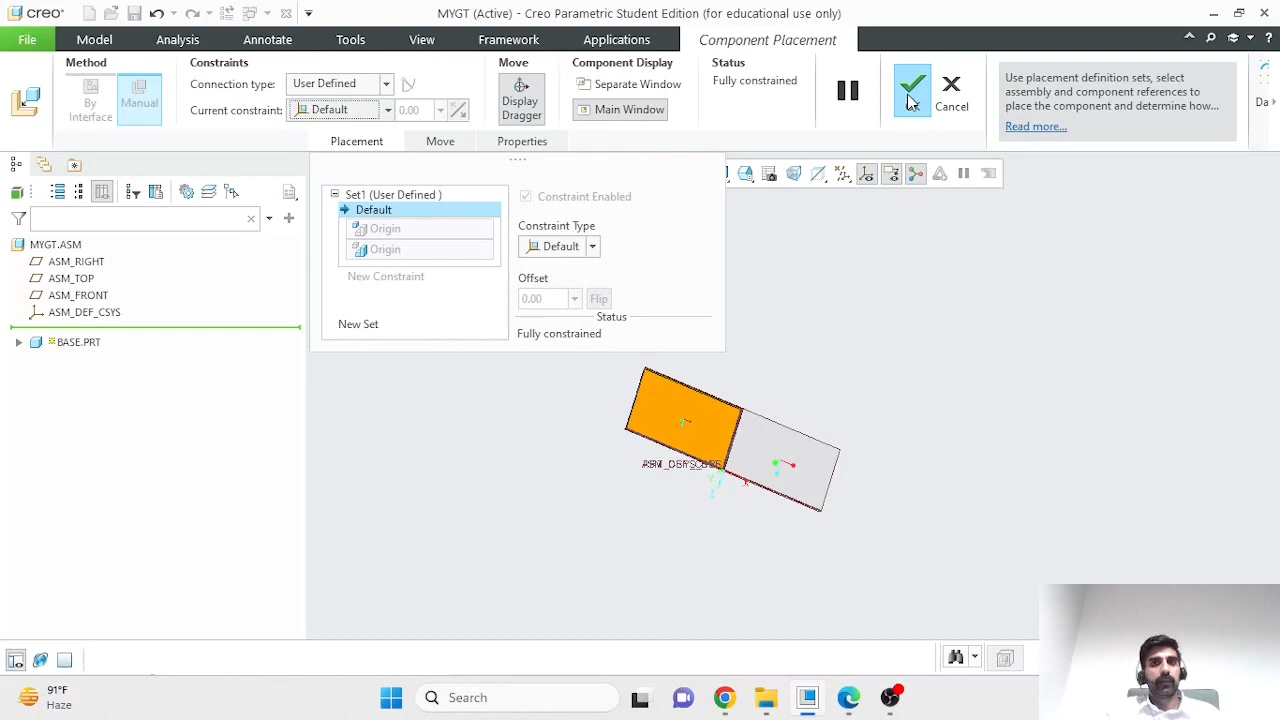 creo
MYGT (Active) - Creo Parametric Student Edition (for educational use only)
File
Model
Analysis
Annotate
Tools
View
Framework
Applications
Component Placement
Method
By Interface
Manual
Constraints
Connection type:
User Defined
Current constraint:
Default
0.00
Move
Display Dragger
Component Display
Separate Window
Main Window
Status
Fully constrained
Cancel
Use placement definition sets, select
assembly and component references to
place the component and determine how...
Read more...
Da
Placement
Move
Properties
Set1 (User Defined )
Default
Origin
Origin
New Constraint
New Set
Constraint Enabled
Constraint Type
Default
Offset
0.00
Flip
Status
Fully constrained
MYGT.ASM
ASM_RIGHT
ASM_TOP
ASM_FRONT
ASM_DEF_CSYS
BASE.PRT
Y
X
Z
91°F
Haze
Search